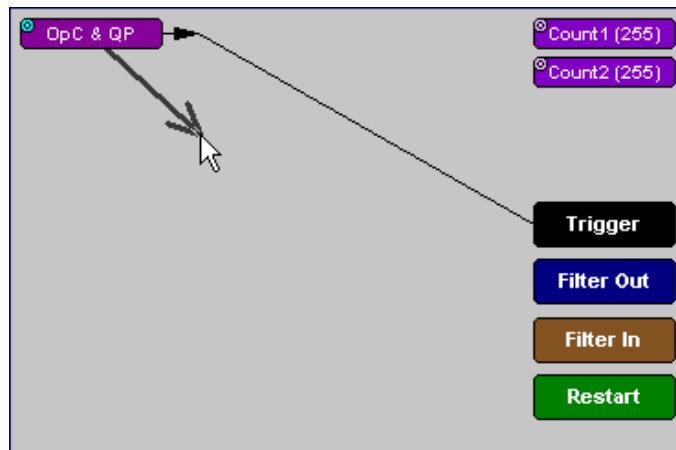 OpC & QP
Count1 (255)
Count2 (255)
Trigger
Filter Out
Filter In
Restart